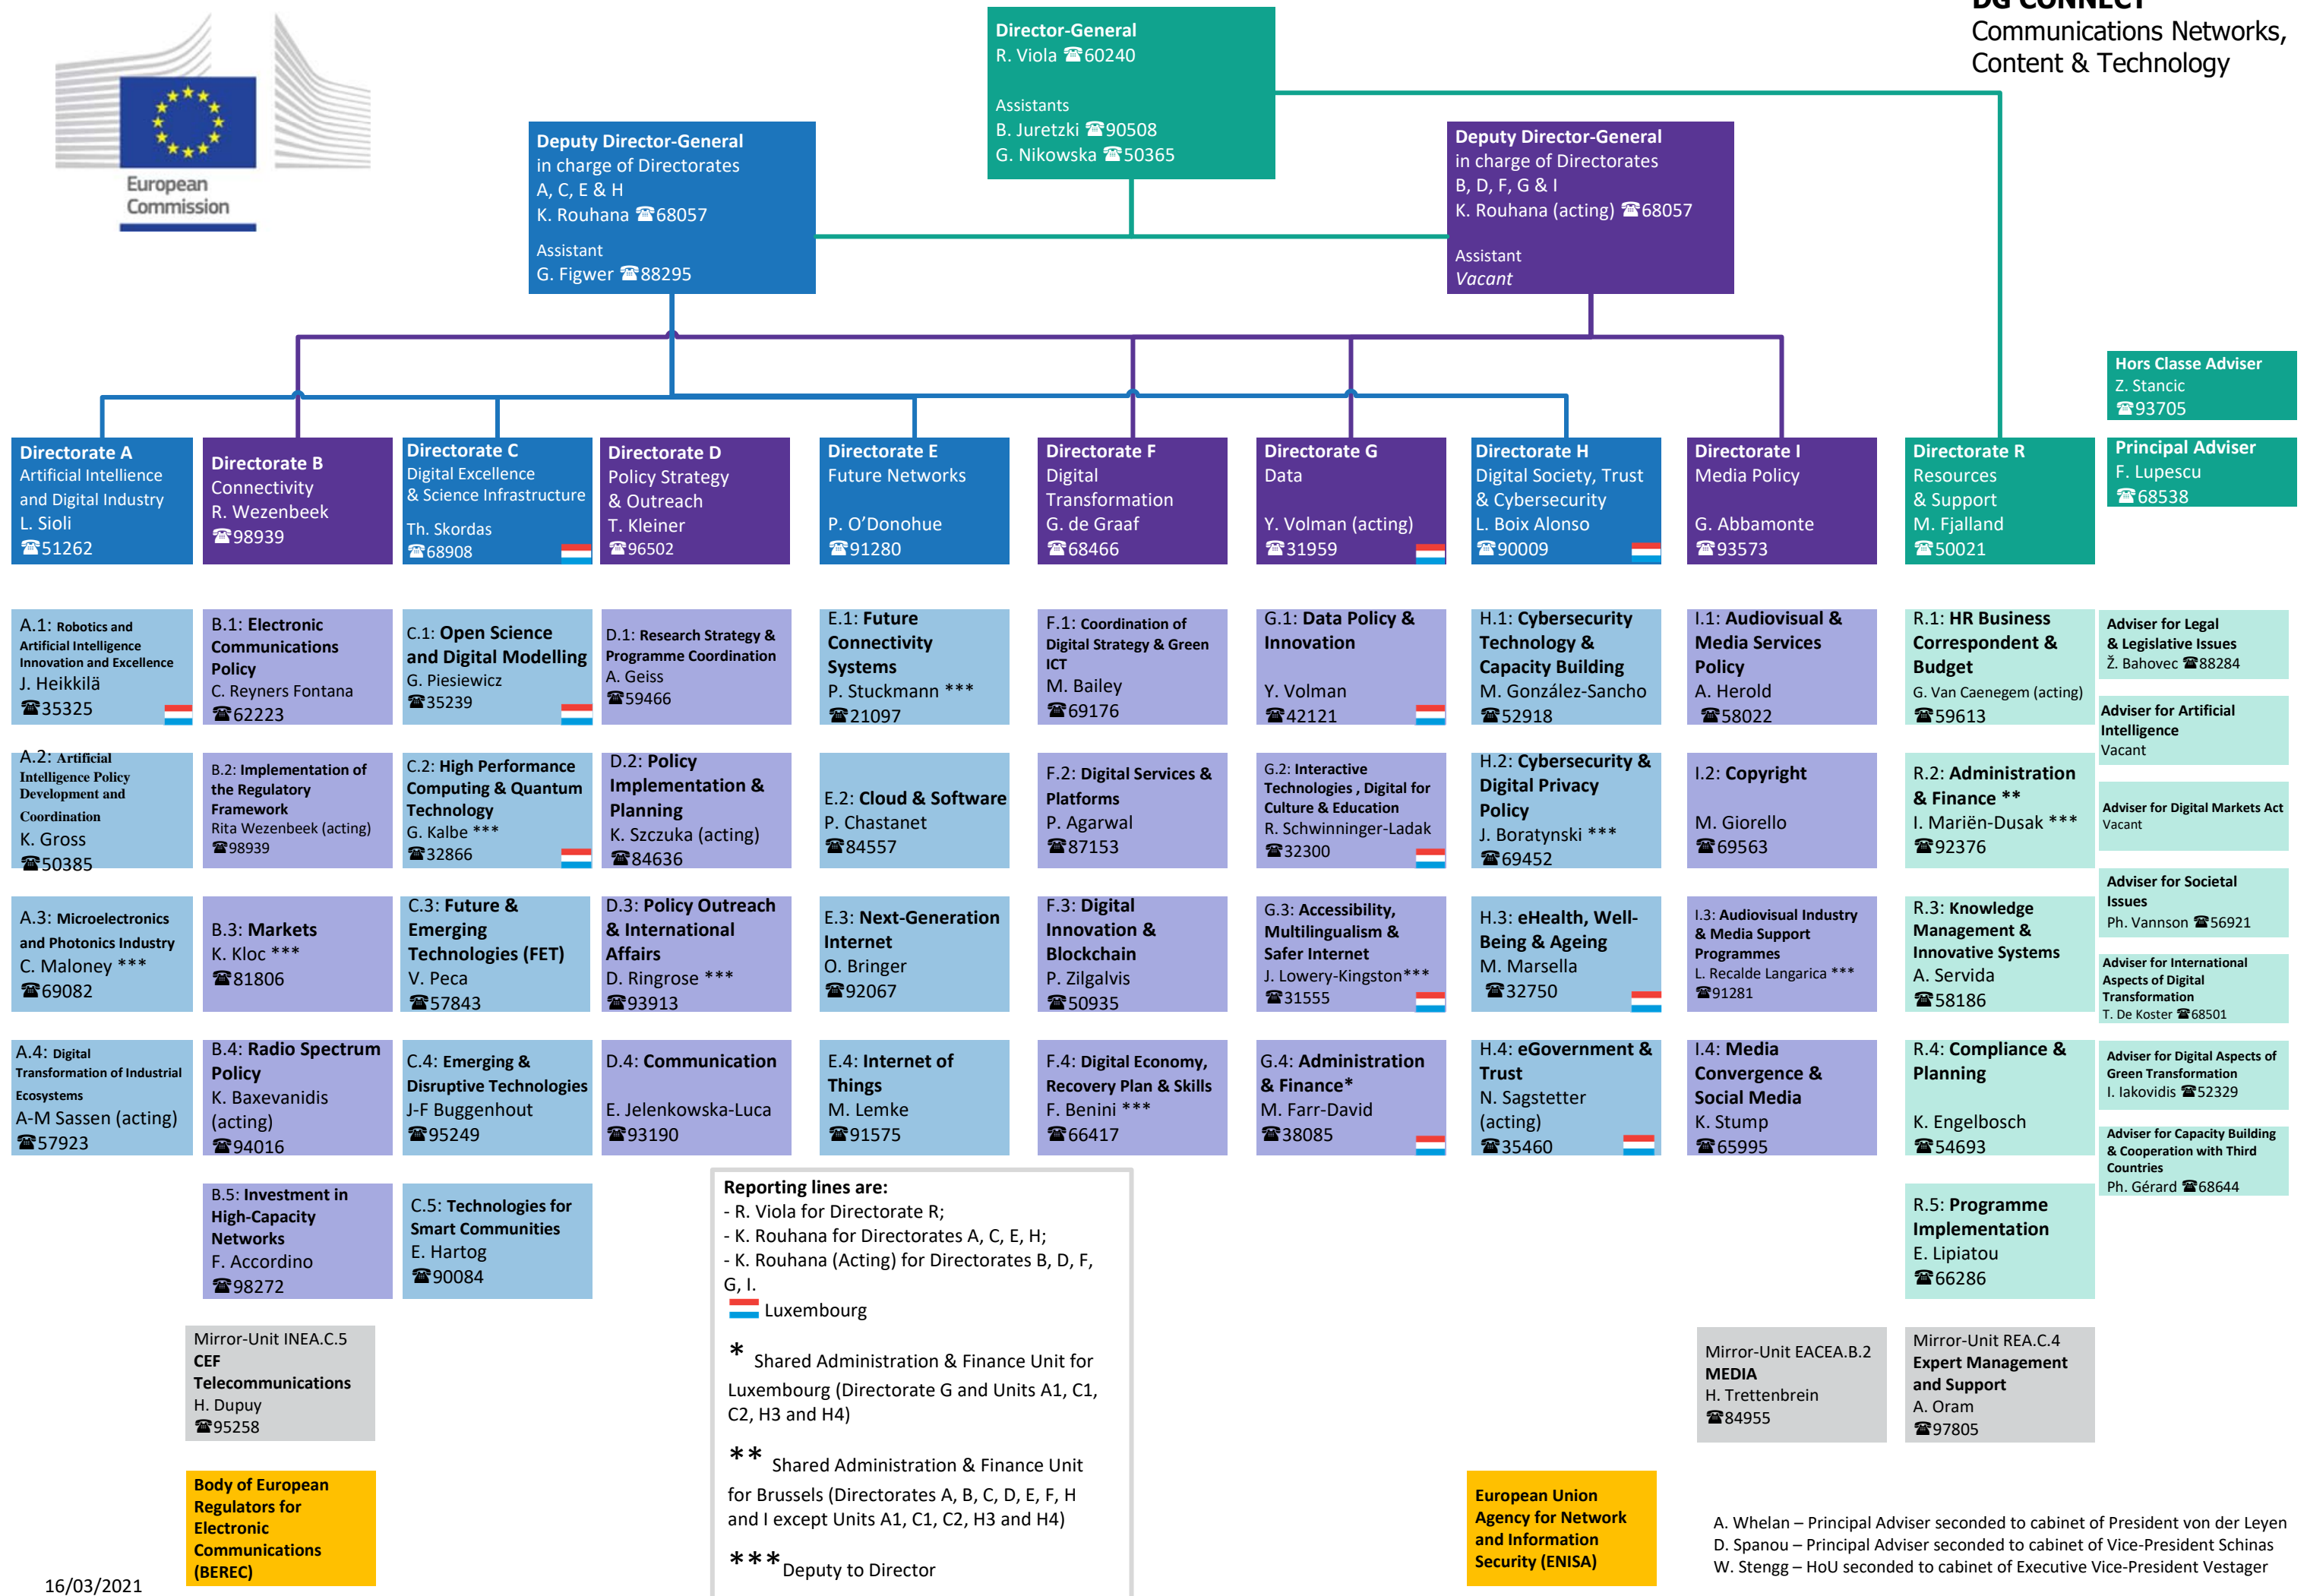 DG CONNECT
Communications Networks,
Content & Technology
European
Commission
Director-General
R. Viola ☎60240
Assistants
B. Juretzki ☎90508
G. Nikowska ☎50365
Deputy Director-General
in charge of Directorates
A, C, E & H
K. Rouhana ☎68057
Assistant
G. Figwer ☎88295
Deputy Director-General
in charge of Directorates
B, D, F, G & I
K. Rouhana (acting) ☎68057
Assistant
Vacant
Hors Classe Adviser
Z. Stancic
☎93705
Principal Adviser
F. Lupescu
☎68538
Directorate A
Artificial Intellience
and Digital Industry
L. Sioli
☎51262
Directorate B
Connectivity
R. Wezenbeek
☎98939
Directorate C
Digital Excellence
& Science Infrastructure
Th. Skordas
☎68908
Directorate D
Policy Strategy
& Outreach
T. Kleiner
☎96502
Directorate E
Future Networks
P. O’Donohue
☎91280
Directorate F
Digital
Transformation
G. de Graaf
☎68466
Directorate G
Data
Y. Volman (acting)
☎31959
Directorate H
Digital Society, Trust
& Cybersecurity
L. Boix Alonso
☎90009
Directorate I
Media Policy
G. Abbamonte
☎93573
Directorate R
Resources
& Support
M. Fjalland
☎50021
A.1: Robotics and
Artificial Intelligence
Innovation and Excellence
J. Heikkilä
☎35325
B.1: Electronic
Communications
Policy
C. Reyners Fontana
☎62223
C.1: Open Science
and Digital Modelling
G. Piesiewicz
☎35239
D.1: Research Strategy &
Programme Coordination
A. Geiss
☎59466
E.1: Future
Connectivity
Systems
P. Stuckmann ***
☎21097
F.1: Coordination of
Digital Strategy & Green
ICT
M. Bailey
☎69176
G.1: Data Policy &
Innovation
Y. Volman
☎42121
H.1: Cybersecurity
Technology &
Capacity Building
M. González-Sancho
☎52918
I.1: Audiovisual &
Media Services
Policy
A. Herold
☎58022
R.1: HR Business
Correspondent &
Budget
G. Van Caenegem (acting)
☎59613
Adviser for Legal
& Legislative Issues
Ž. Bahovec ☎88284
Adviser for Artificial
Intelligence
Vacant
A.2: Artificial
Intelligence Policy
Development and
Coordination
K. Gross
☎50385
B.2: Implementation of
the Regulatory
Framework
Rita Wezenbeek (acting)
☎98939
C.2: High Performance
Computing & Quantum
Technology
G. Kalbe ***
☎32866
D.2: Policy
Implementation &
Planning
K. Szczuka (acting)
☎84636
E.2: Cloud & Software
P. Chastanet
☎84557
F.2: Digital Services &
Platforms
P. Agarwal
☎87153
G.2: Interactive
Technologies , Digital for
Culture & Education
R. Schwinninger-Ladak
☎32300
H.2: Cybersecurity &
Digital Privacy
Policy
J. Boratynski ***
☎69452
I.2: Copyright
M. Giorello
☎69563
R.2: Administration
& Finance **
I. Mariën-Dusak ***
☎92376
Adviser for Digital Markets Act
Vacant
A.3: Microelectronics
and Photonics Industry
C. Maloney ***
☎69082
B.3: Markets
K. Kloc ***
☎81806
C.3: Future &
Emerging
Technologies (FET)
V. Peca
☎57843
D.3: Policy Outreach
& International
Affairs
D. Ringrose ***
☎93913
E.3: Next-Generation
Internet
O. Bringer
☎92067
F.3: Digital
Innovation &
Blockchain
P. Zilgalvis
☎50935
G.3: Accessibility,
Multilingualism &
Safer Internet
J. Lowery-Kingston***
☎31555
H.3: eHealth, Well-
Being & Ageing
M. Marsella
☎32750
I.3: Audiovisual Industry
& Media Support
Programmes
L. Recalde Langarica ***
☎91281
R.3: Knowledge
Management &
Innovative Systems
A. Servida
☎58186
Adviser for Societal
Issues
Ph. Vannson ☎56921
Adviser for International
Aspects of Digital
Transformation
T. De Koster ☎68501
A.4: Digital
Transformation of Industrial
Ecosystems
A-M Sassen (acting)
☎57923
B.4: Radio Spectrum
Policy
K. Baxevanidis
(acting)
☎94016
C.4: Emerging &
Disruptive Technologies
J-F Buggenhout
☎95249
D.4: Communication
E. Jelenkowska-Luca
☎93190
E.4: Internet of
Things
M. Lemke
☎91575
F.4: Digital Economy,
Recovery Plan & Skills
F. Benini ***
☎66417
G.4: Administration
& Finance*
M. Farr-David
☎38085
H.4: eGovernment &
Trust
N. Sagstetter
(acting)
☎35460
I.4: Media
Convergence &
Social Media
K. Stump
☎65995
R.4: Compliance &
Planning
K. Engelbosch
☎54693
Adviser for Digital Aspects of
Green Transformation
I. Iakovidis ☎52329
Adviser for Capacity Building
& Cooperation with Third
Countries
Ph. Gérard ☎68644
B.5: Investment in
High-Capacity
Networks
F. Accordino
☎98272
C.5: Technologies for
Smart Communities
E. Hartog
☎90084
R.5: Programme
Implementation
E. Lipiatou
☎66286
Reporting lines are:
- R. Viola for Directorate R;
- K. Rouhana for Directorates A, C, E, H;
- K. Rouhana (Acting) for Directorates B, D, F,
G, I.
Luxembourg
* Shared Administration & Finance Unit for
Luxembourg (Directorate G and Units A1, C1,
C2, H3 and H4)
** Shared Administration & Finance Unit
for Brussels (Directorates A, B, C, D, E, F, H
and I except Units A1, C1, C2, H3 and H4)
***Deputy to Director
Mirror-Unit INEA.C.5
CEF
Telecommunications
H. Dupuy
☎95258
Mirror-Unit EACEA.B.2
MEDIA
H. Trettenbrein
☎84955
Mirror-Unit REA.C.4
Expert Management
and Support
A. Oram
☎97805
Body of European
Regulators for
Electronic
Communications
(BEREC)
European Union
Agency for Network
and Information
Security (ENISA)
A. Whelan – Principal Adviser seconded to cabinet of President von der Leyen
D. Spanou – Principal Adviser seconded to cabinet of Vice-President Schinas
W. Stengg – HoU seconded to cabinet of Executive Vice-President Vestager
16/03/2021